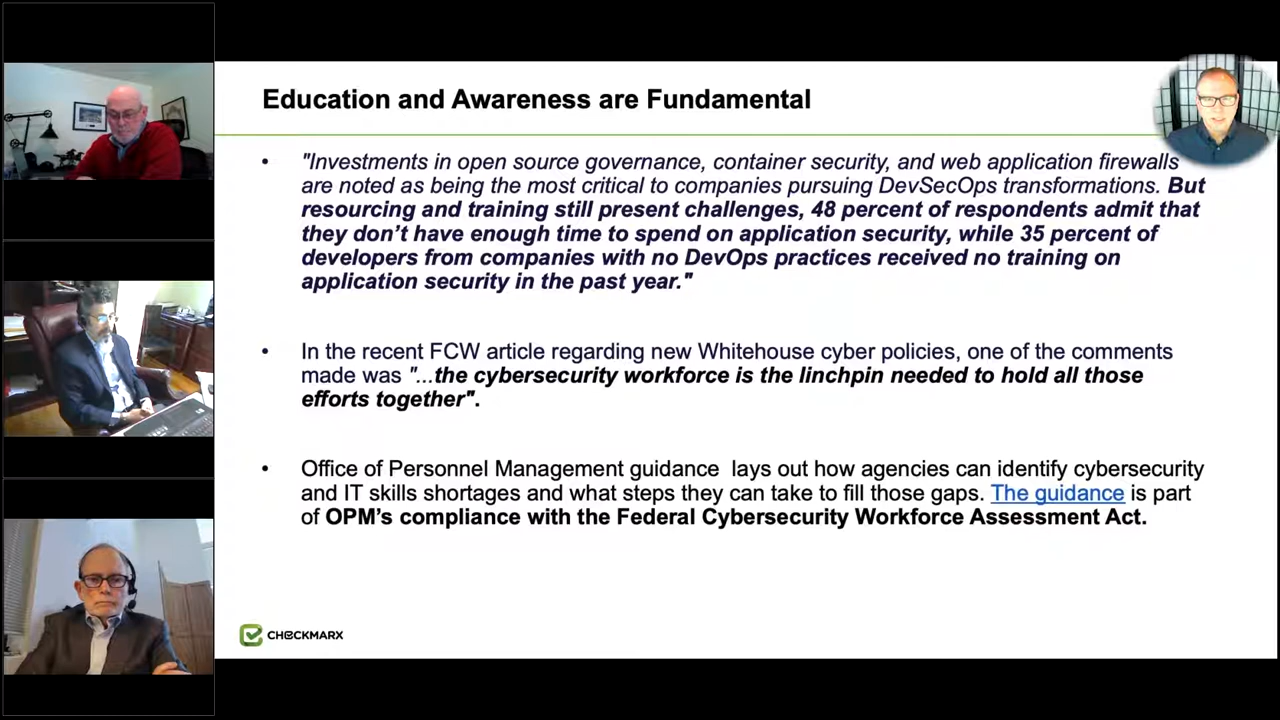 Education and Awareness are Fundamental
• "Investments in open source governance, container security, and web application firewalls
are noted as being the most critical to companies pursuing DevSecOps transformations. But
resourcing and training still present challenges, 48 percent of respondents admit that
they don’t have enough time to spend on application security, while 35 percent of
developers from companies with no DevOps practices received no training on
application security in the past year."
• In the recent FCW article regarding new Whitehouse cyber policies, one of the comments
made was "...the cybersecurity workforce is the linchpin needed to hold all those
efforts together".
• Office of Personnel Management guidance  lays out how agencies can identify cybersecurity
and IT skills shortages and what steps they can take to fill those gaps. The guidance is part
of OPM’s compliance with the Federal Cybersecurity Workforce Assessment Act.
CHECKMARX